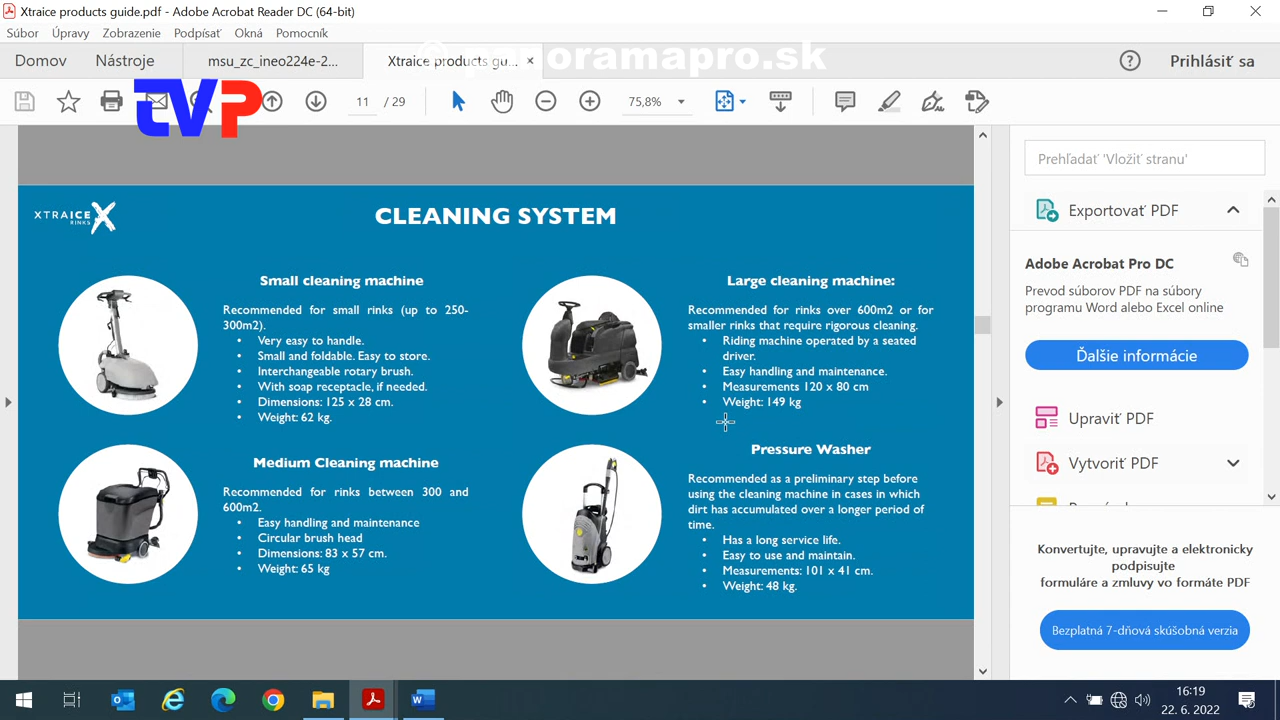 Xtraice products guide.pdf - Adobe Acrobat Reader DC (64-bit)
Súbor Úpravy Zobrazenie Podpísať Okná Pomocník
© panoramapro.sk
Domov Nástroje msu_zc_ineo224e-2... Xtraice products gu... × Prihlásiť sa
TVP
11 / 29 75,8%
Prehľadať 'Vložiť stranu'
XTRAICE
RINKS
CLEANING SYSTEM
Small cleaning machine
Recommended for small rinks (up to 250-
300m2).
• Very easy to handle.
• Small and foldable. Easy to store.
• Interchangeable rotary brush.
• With soap receptacle, if needed.
• Dimensions: 125 x 28 cm.
• Weight: 62 kg.
Medium Cleaning machine
Recommended for rinks between 300 and
600m2.
• Easy handling and maintenance
• Circular brush head
• Dimensions: 83 x 57 cm.
• Weight: 65 kg
Large cleaning machine:
Recommended for rinks over 600m2 or for
smaller rinks that require rigorous cleaning.
• Riding machine operated by a seated
driver.
• Easy handling and maintenance.
• Measurements 120 x 80 cm
• Weight: 149 kg
Pressure Washer
Recommended as a preliminary step before
using the cleaning machine in cases in which
dirt has accumulated over a longer period of
time.
• Has a long service life.
• Easy to use and maintain.
• Measurements: 101 x 41 cm.
• Weight: 48 kg.
Exportovať PDF
Adobe Acrobat Pro DC
Prevod súborov PDF na súbory
programu Word alebo Excel online
Ďalšie informácie
Upraviť PDF
Vytvoriť PDF
Konvertujte, upravujte a elektronicky
podpisujte
formuláre a zmluvy vo formáte PDF
Bezplatná 7-dňová skúšobná verzia
16:19
22. 6. 2022